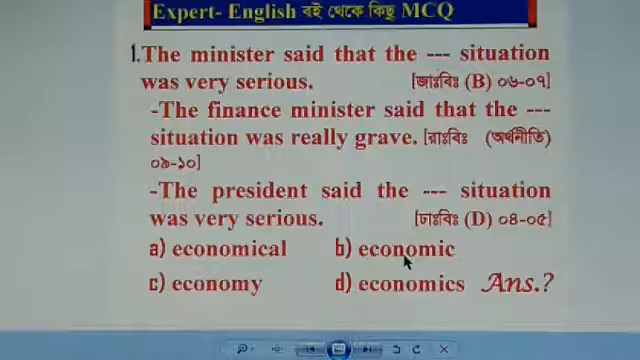 Expert- English বই থেকে কিছু MCQ
1.The minister said that the --- situation
was very serious. [জাঃবিঃ (B) ০৬-০৭]
-The finance minister said that the ---
situation was really grave. [রাঃবিঃ (অর্থনীতি)
০৯-১০]
-The president said the --- situation
was very serious. [ঢাঃবিঃ (D) ০৪-০৫]
a) economical b) economic
c) economy d) economics Ans.?